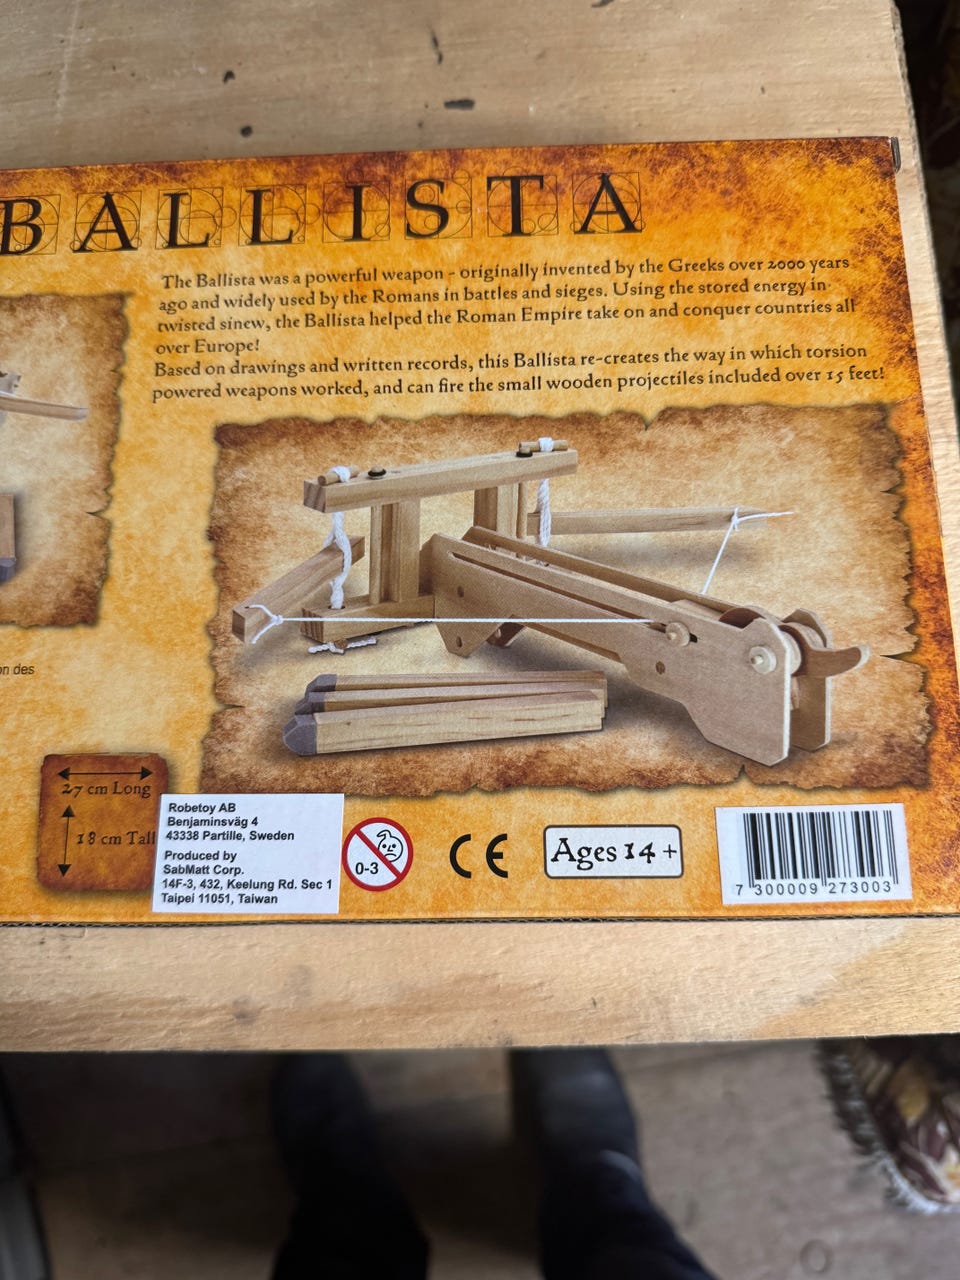 BALLISTA
The Ballista was a powerful weapon - originally invented by the Greeks over 2000 years
ago and widely used by the Romans in battles and sieges. Using the stored energy in
twisted sinew, the Ballista helped the Roman Empire take on and conquer countries all
over Europe!
Based on drawings and written records, this Ballista re-creates the way in which torsion
powered weapons worked, and can fire the small wooden projectiles included over 15 feet!
on des
27 cm Long
18 cm Tall
Robetoy AB
Benjaminsväg 4
43338 Partille, Sweden
Produced by
SabMatt Corp.
14F-3, 432, Keelung Rd. Sec 1
Taipei 11051, Taiwan
0-3
CE
Ages 14+
7 300009 273003